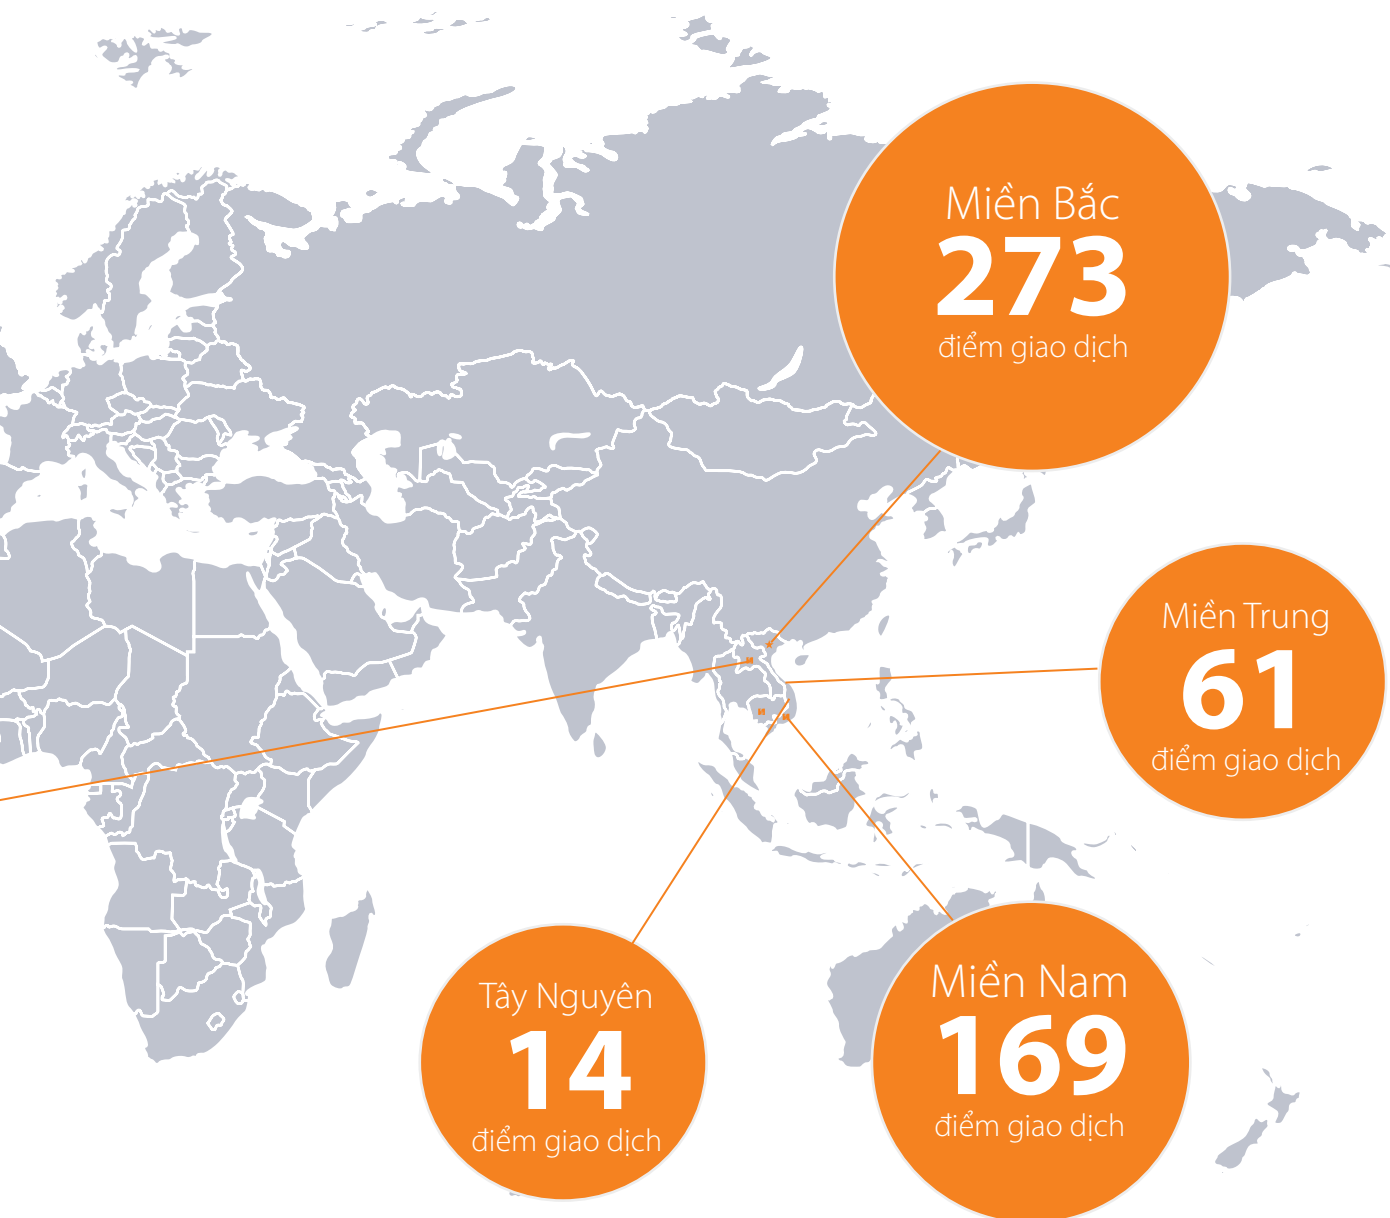 Miền Bắc
273
điểm giao dịch
Miền Trung
61
điểm giao dịch
Tây Nguyên
14
điểm giao dịch
Miền Nam
169
điểm giao dịch